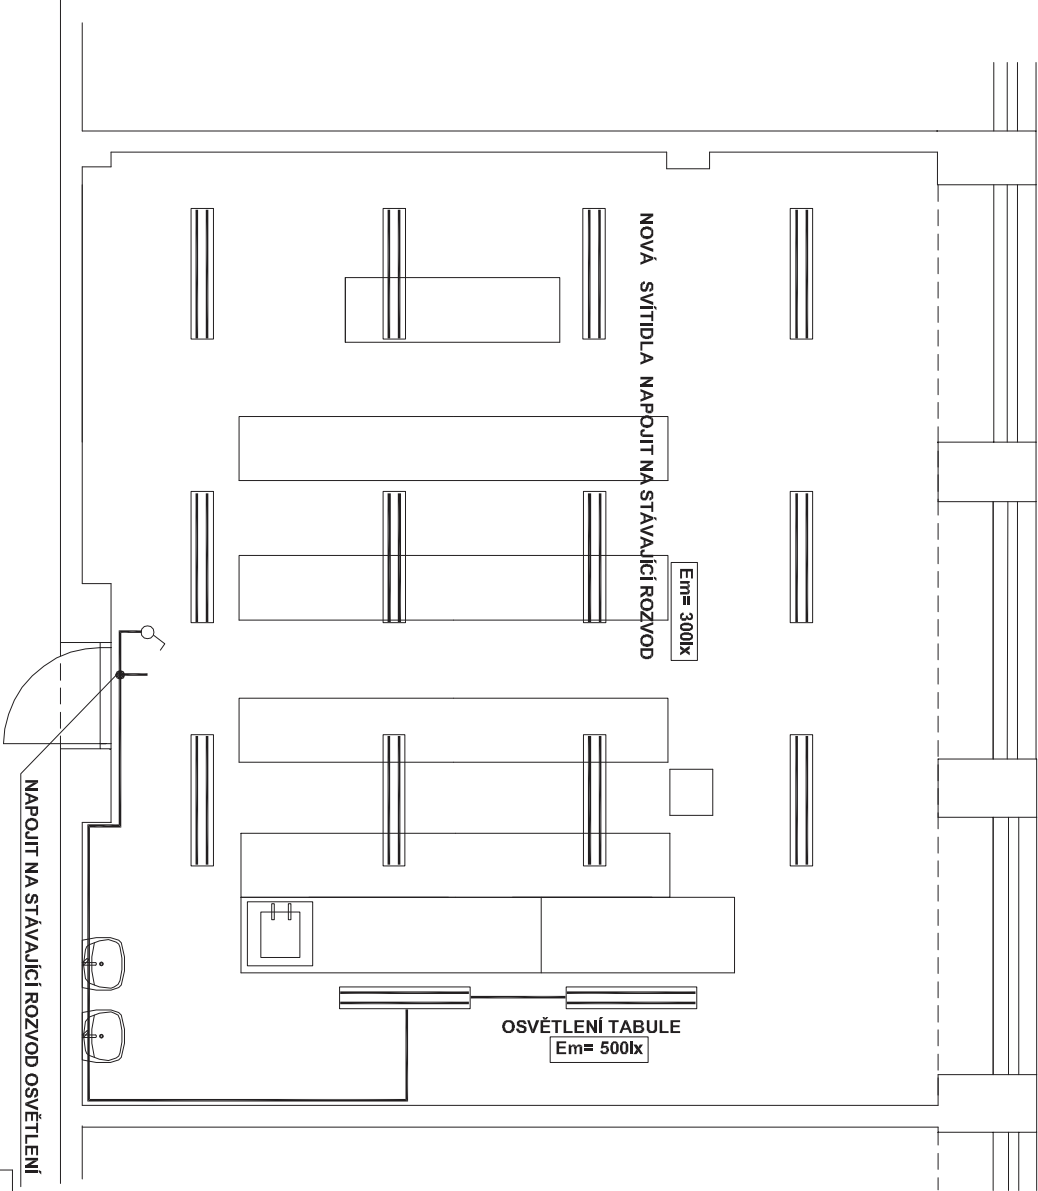 NOVÁ SVÍTIDLA NAPOJIT NA STÁVAJÍCÍ ROZVOD
Em= 300lx
NAPOJIT NA STÁVAJÍCÍ ROZVOD OSVĚTLENÍ
OSVĚTLENÍ TABULE
Em= 500lx